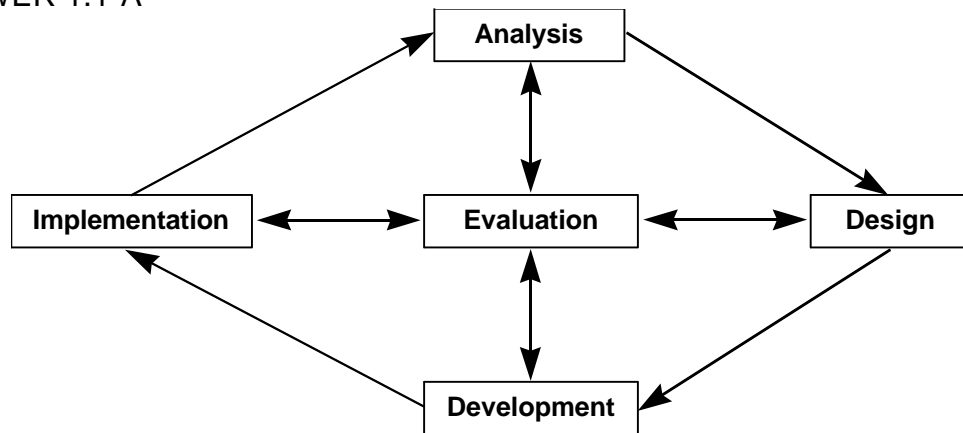 Analysis
Implementation
Evaluation
Design
Development